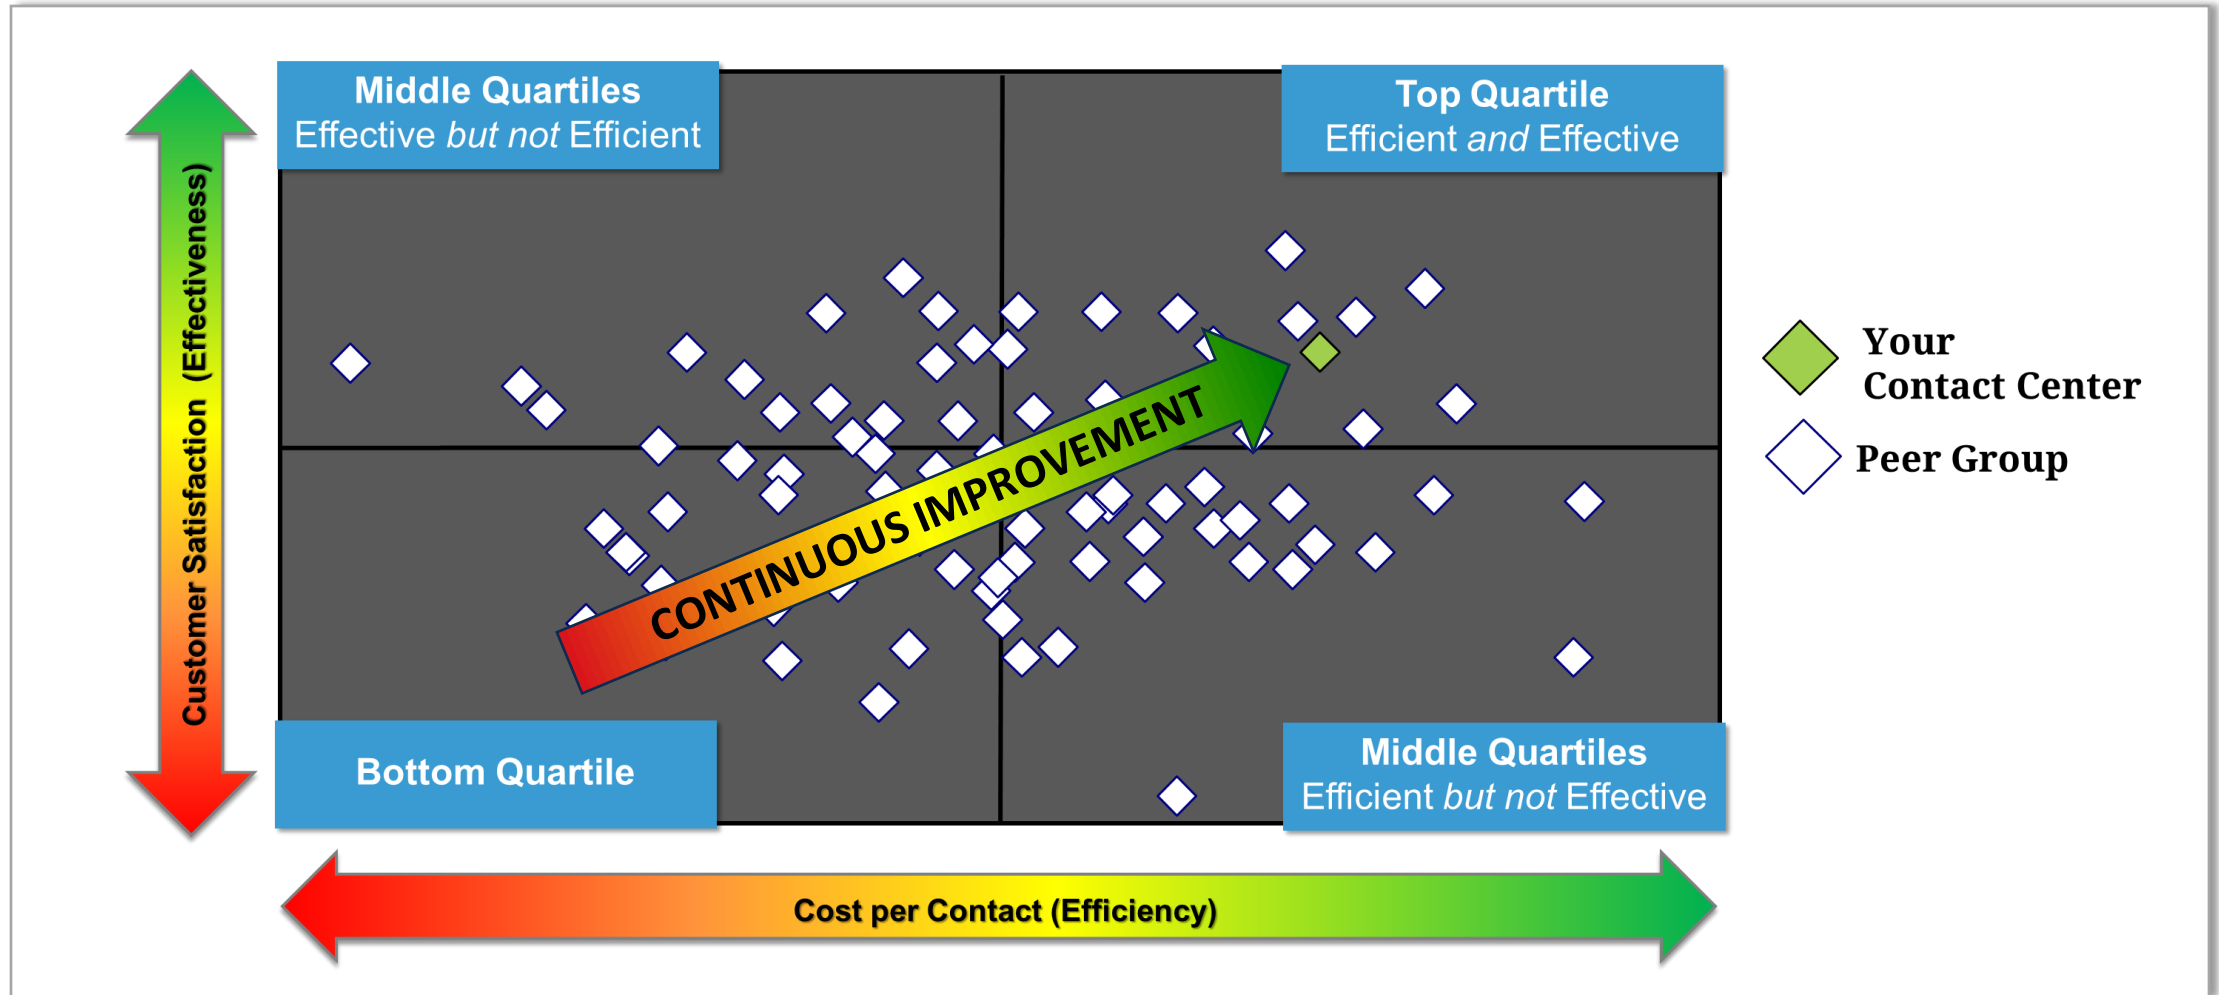 Middle Quartiles
Effective but not Efficient
Top Quartile
Efficient and Effective
Customer Satisfaction (Effectiveness)
CONTINUOUS IMPROVEMENT
Your
Contact Center
Peer Group
Bottom Quartile
Middle Quartiles
Efficient but not Effective
Cost per Contact (Efficiency)